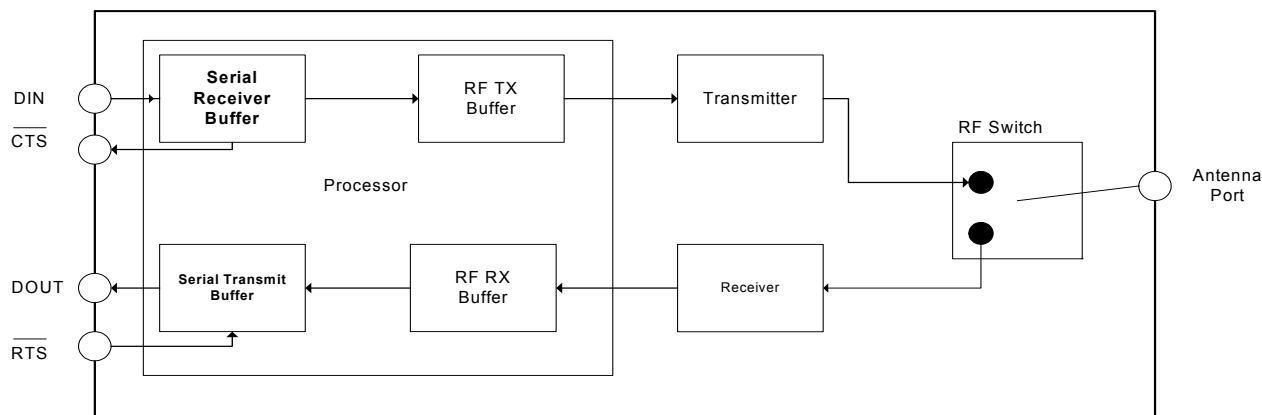 DIN
CTS
Serial
Receiver
Buffer
RF TX
Buffer
Transmitter
RF Switch
Antenna
Port
Processor
DOUT
RTS
Serial Transmit
Buffer
RF RX
Buffer
Receiver